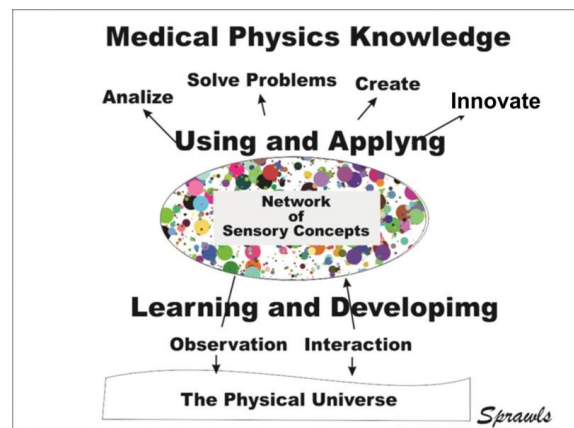 Medical Physics Knowledge
Analize
Solve Problems
Create
Innovate
Using and Applyng
Network
of
Sensory Concepts
Learning and Developimg
Observation
Interaction
The Physical Universe
Sprawls